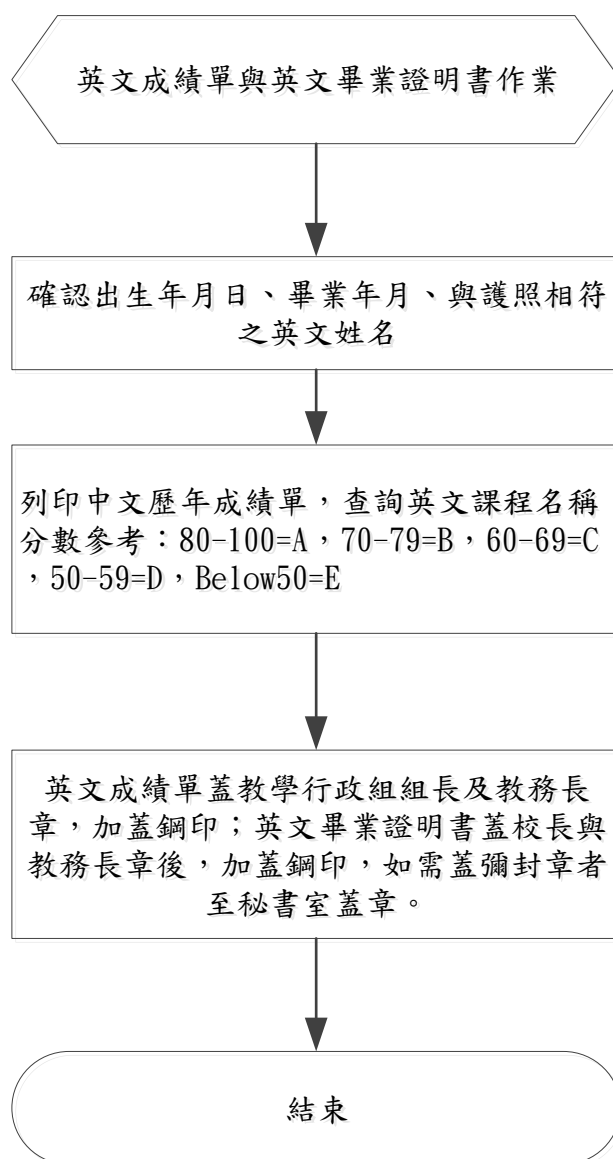 英文成績單與英文畢業證明書作業
確認出生年月日、畢業年月、與護照相符
之英文姓名
列印中文歷年成績單，查詢英文課程名稱
分數參考：80-100=A，70-79=B，60-69=C
，50-59=D，Below50=E
英文成績單蓋教學行政組組長及教務長
章，加蓋鋼印；英文畢業證明書蓋校長與
教務長章後，加蓋鋼印，如需蓋彌封章者
至秘書室蓋章。
結束